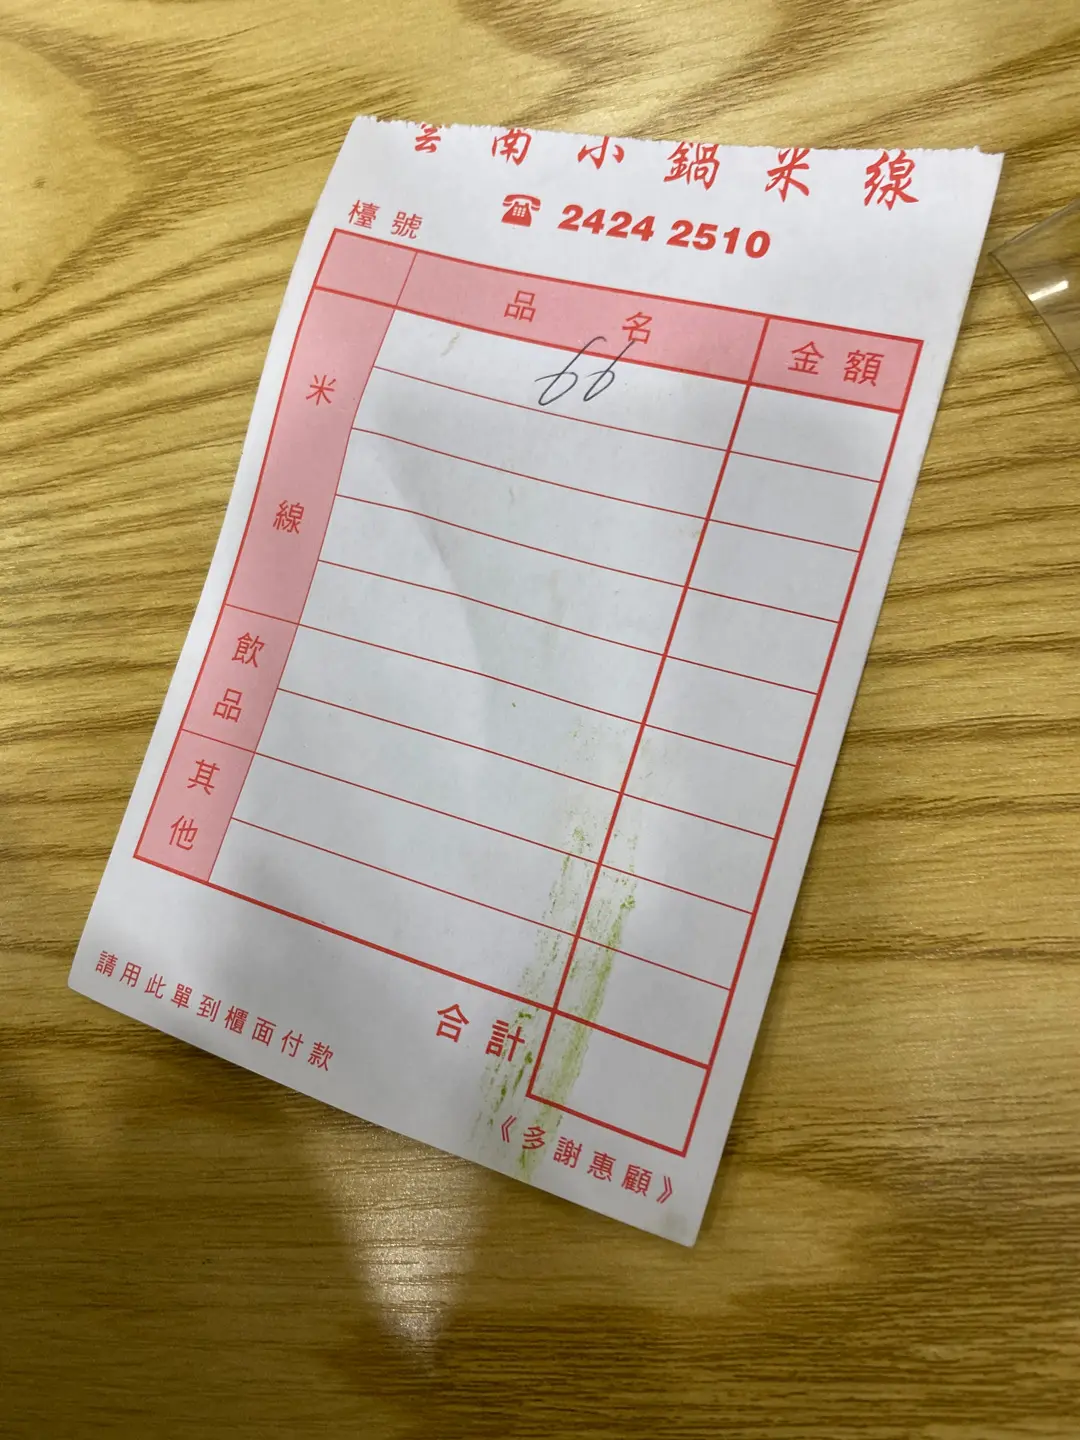 雲南小鍋米線
檯號 ☎ 2424 2510
品名 金額
66
米線
飲品
其他
合計
請用此單到櫃面付款
《多謝惠顧》